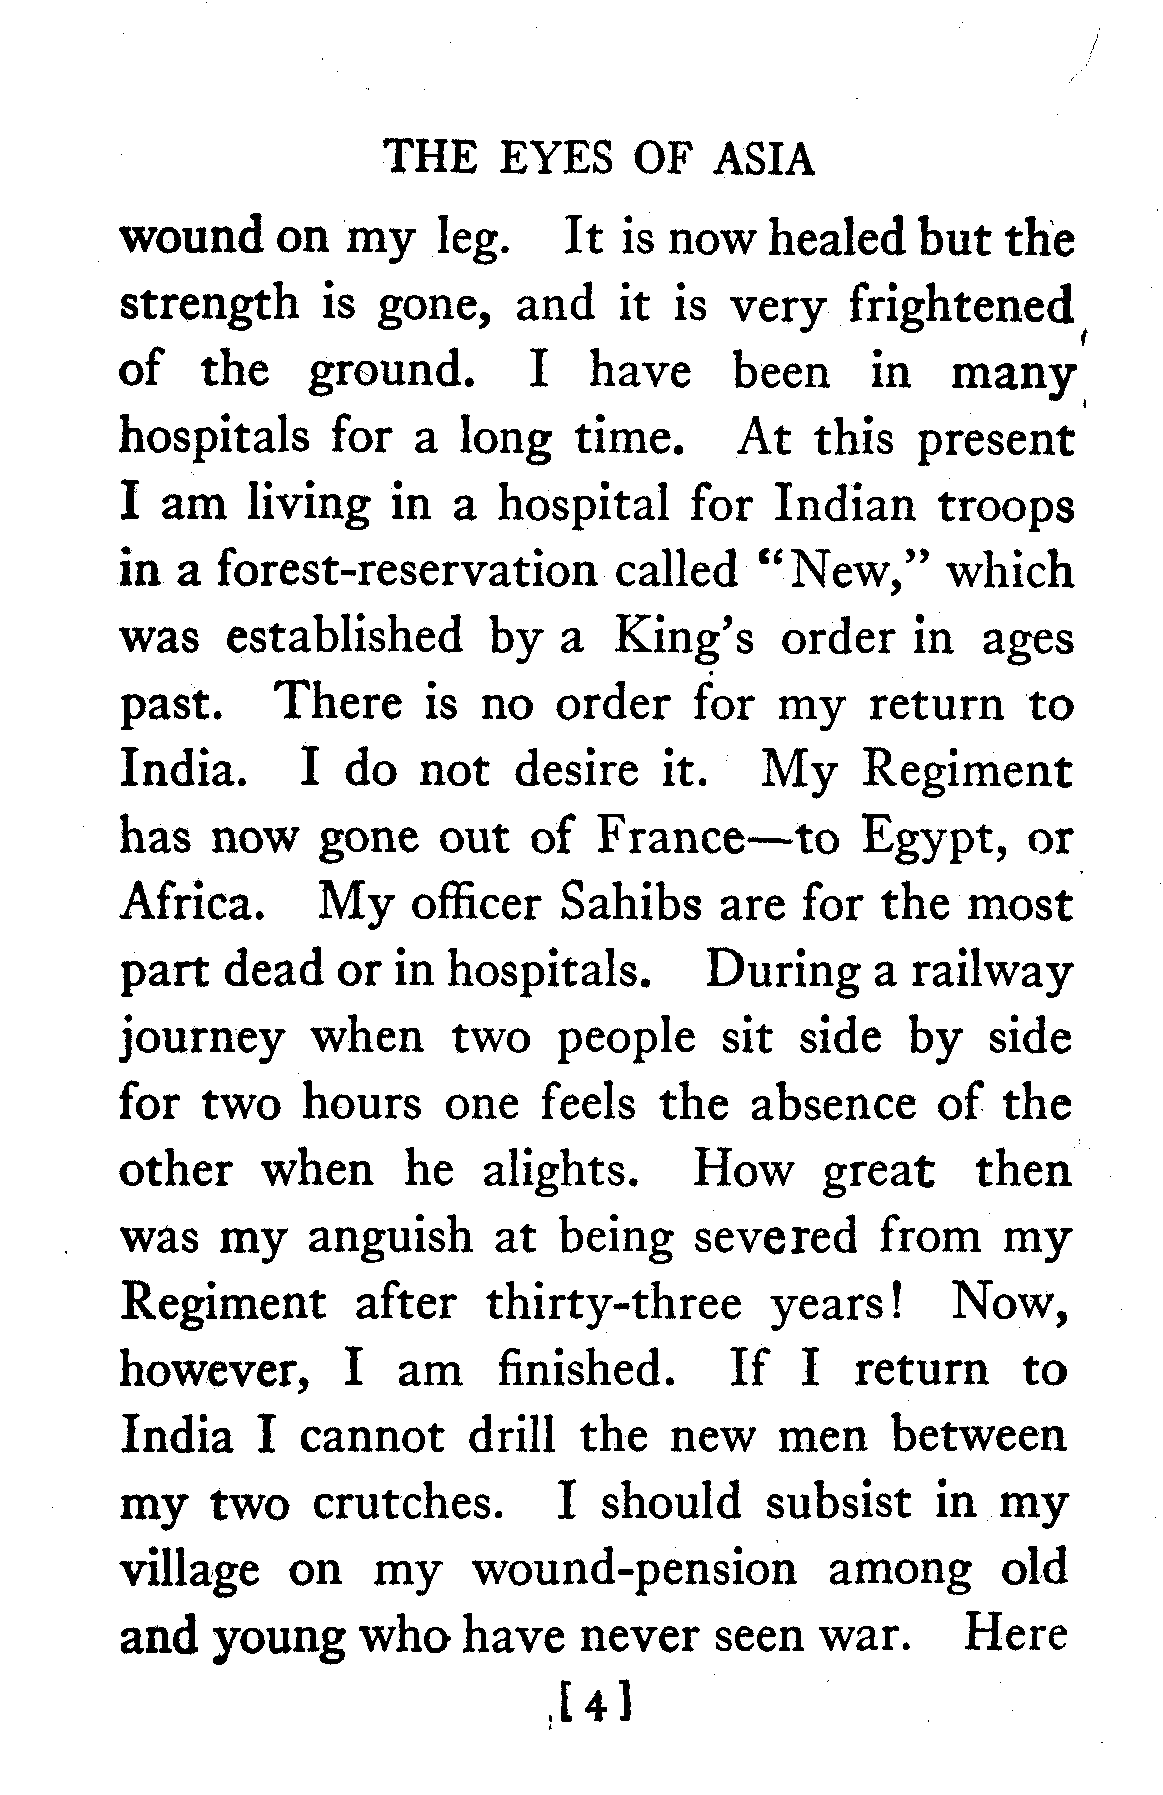 THE EYES OF ASIA
wound on my leg. It is now healed but the
strength is gone, and it is very frightened
of the ground. I have been in many
hospitals for a long time. At this present
I am living in a hospital for Indian troops
in a forest-reservation called “New,” which
was established by a King’s order in ages
past. There is no order for my return to
India. I do not desire it. My Regiment
has now gone out of France—to Egypt, or
Africa. My officer Sahibs are for the most
part dead or in hospitals. During a railway
journey when two people sit side by side
for two hours one feels the absence of the
other when he alights. How great then
was my anguish at being severed from my
Regiment after thirty-three years! Now,
however, I am finished. If I return to
India I cannot drill the new men between
my two crutches. I should subsist in my
village on my wound-pension among old
and young who have never seen war. Here
[4]